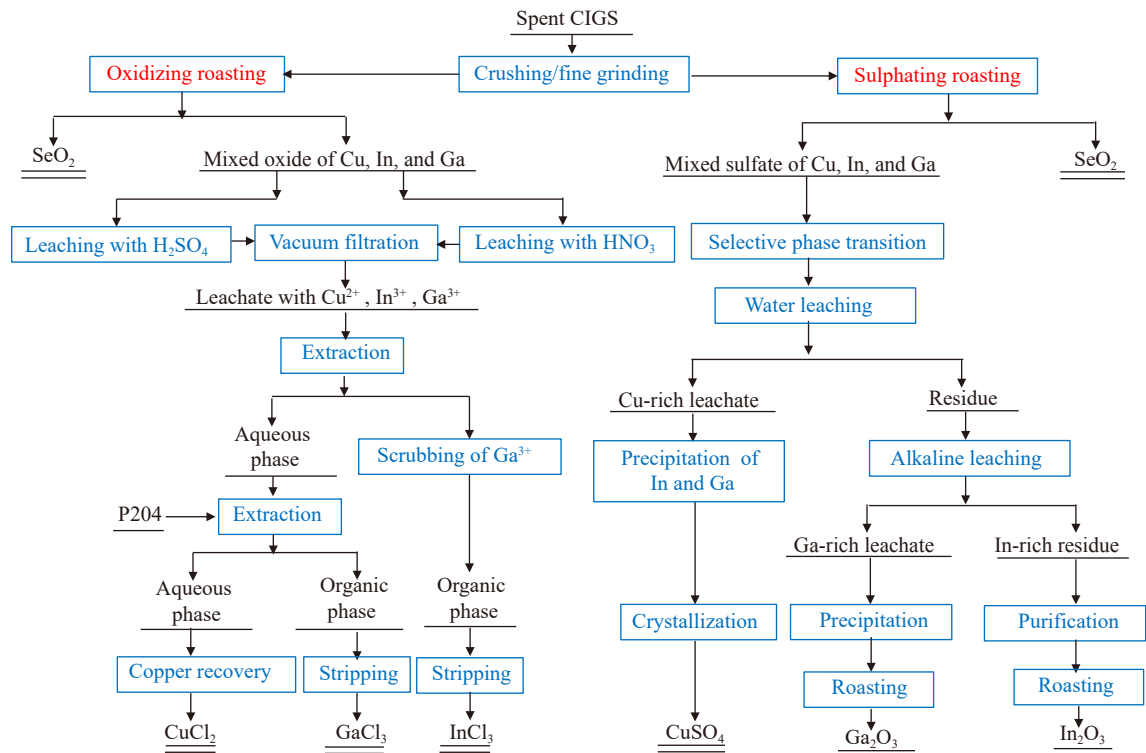 Spent CIGS
Oxidizing roasting
Crushing/fine grinding
Sulphating roasting
SeO₂
Mixed oxide of Cu, In, and Ga
Mixed sulfate of Cu, In, and Ga
SeO₂
Leaching with H₂SO₄
Vacuum filtration
Leaching with HNO₃
Selective phase transition
Leachate with Cu²⁺ , In³⁺ , Ga³⁺
Water leaching
Extraction
Cu-rich leachate
Residue
Aqueous
phase
Scrubbing of Ga³⁺
Precipitation of
In and Ga
Alkaline leaching
P204
Extraction
Ga-rich leachate
In-rich residue
Aqueous
phase
Organic
phase
Organic
phase
Crystallization
Precipitation
Purification
Copper recovery
Stripping
Stripping
Roasting
Roasting
CuCl₂
GaCl₃
InCl₃
CuSO₄
Ga₂O₃
In₂O₃